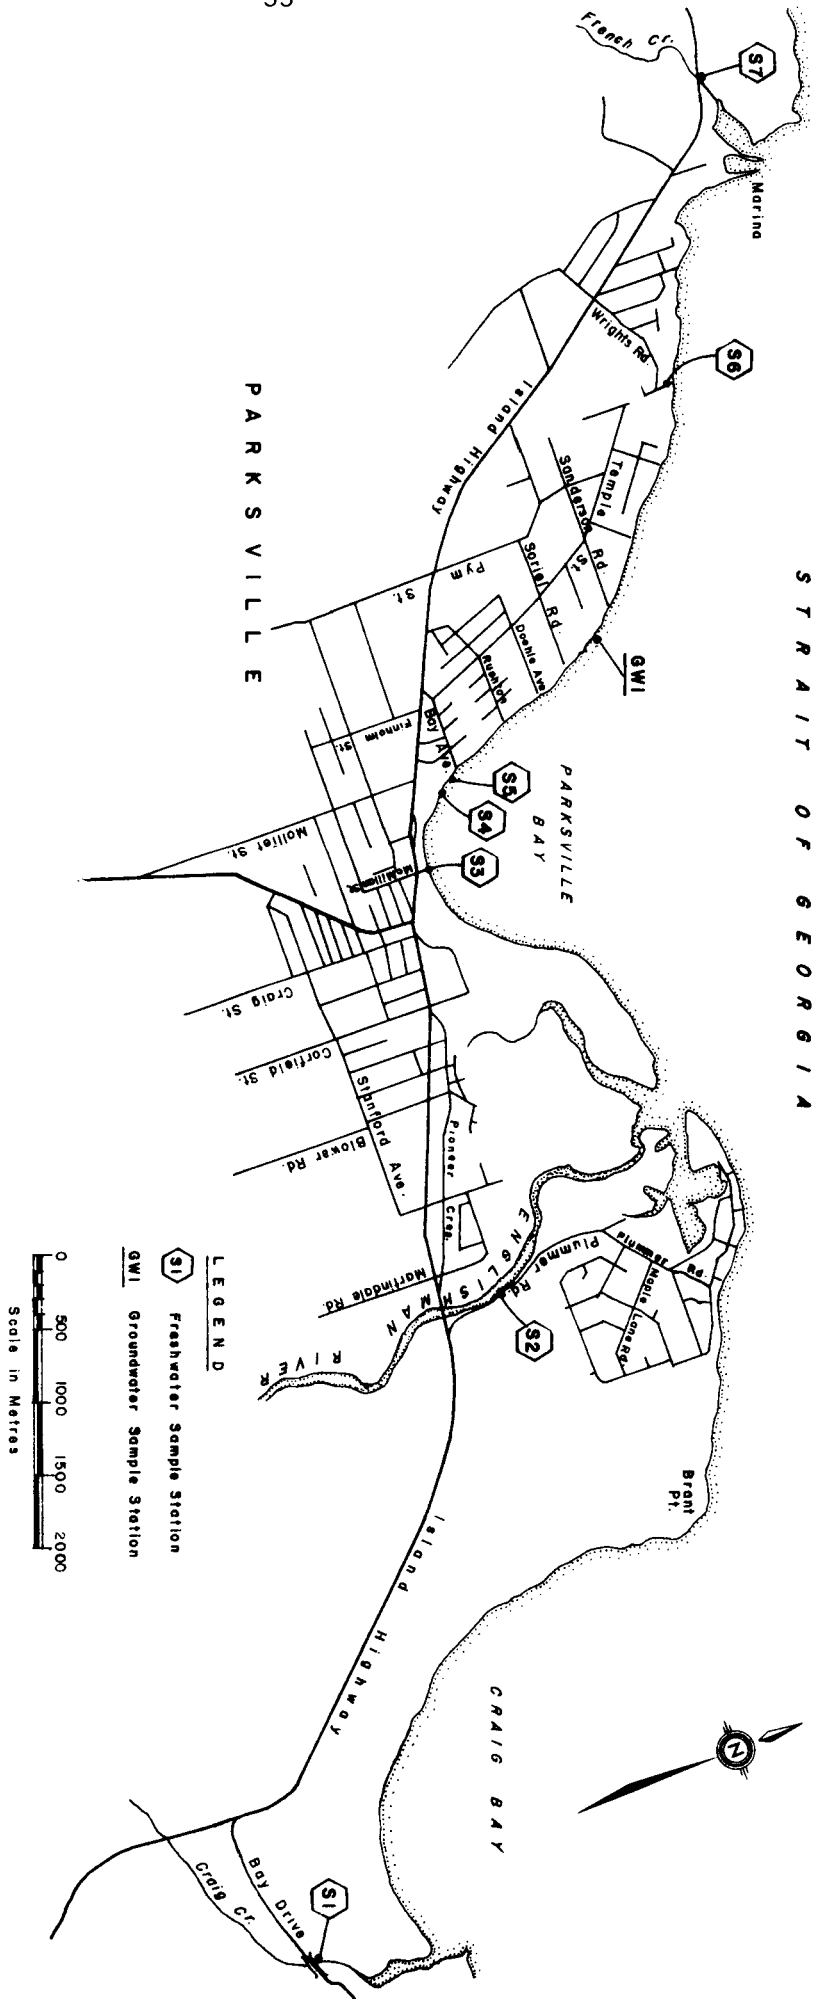 French Cr.
S7
Marina
Wrights Rd.
S6
Island Highway
PARKSVILLE
STRAIT OF GEORGIA
Temple
St.
Sanderson Rd.
Soriel Rd.
Pym St.
Doehle Ave
GW1
Bay Ave
Finholm St.
S5
S4
PARKSVILLE
BAY
S3
McMillan St.
Molliet St.
Craig St.
Corfield St.
Stanford Ave.
Blower Rd.
Pioneer Cres.
Martindale Rd
ENGLISHMAN RIVER
Plummer Rd.
Plummer Rd.
Maple Lane Rd.
S2
Brant
Pt.
Island Highway
CRAIG BAY
N
Craig Cr.
Bay Drive
S1
LEGEND
S1 Freshwater Sample Station
GW1 Groundwater Sample Station
0 500 1000 1500 2000
Scale in Metres